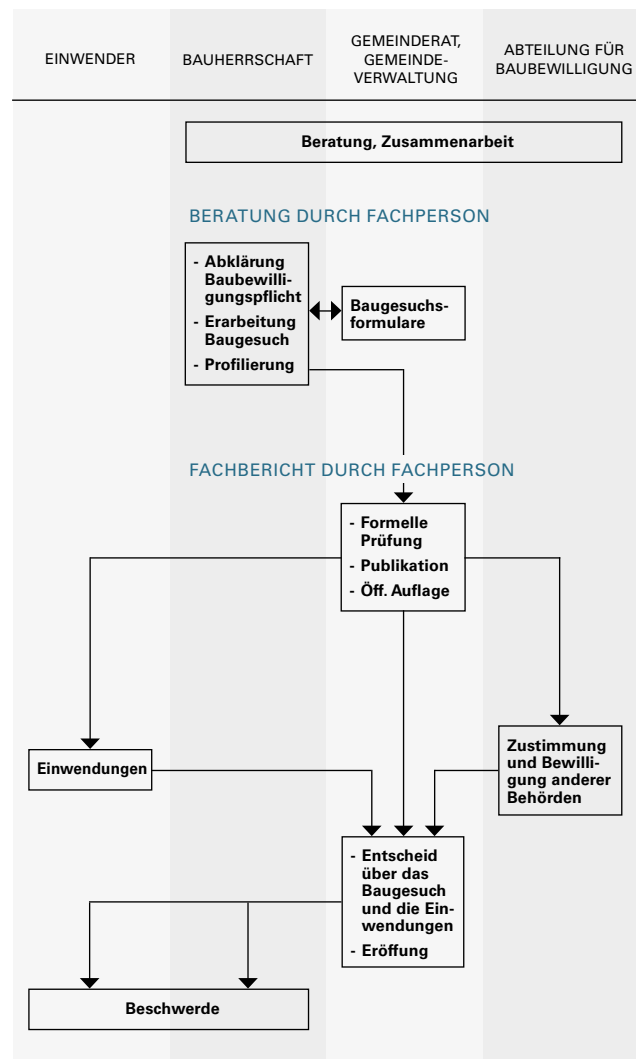 EINWENDER
BAUHERRSCHAFT
GEMEINDERAT,
GEMEINDE-
VERWALTUNG
ABTEILUNG FÜR
BAUBEWILLIGUNG
Beratung, Zusammenarbeit
BERATUNG DURCH FACHPERSON
- Abklärung
Baubewilli-
gungspflicht
- Erarbeitung
Baugesuch
- Profilierung
Baugesuchs-
formulare
FACHBERICHT DURCH FACHPERSON
- Formelle
Prüfung
- Publikation
- Öff. Auflage
Einwendungen
Zustimmung
und Bewilli-
gung anderer
Behörden
- Entscheid
über das
Baugesuch
und die Ein-
wendungen
- Eröffung
Beschwerde